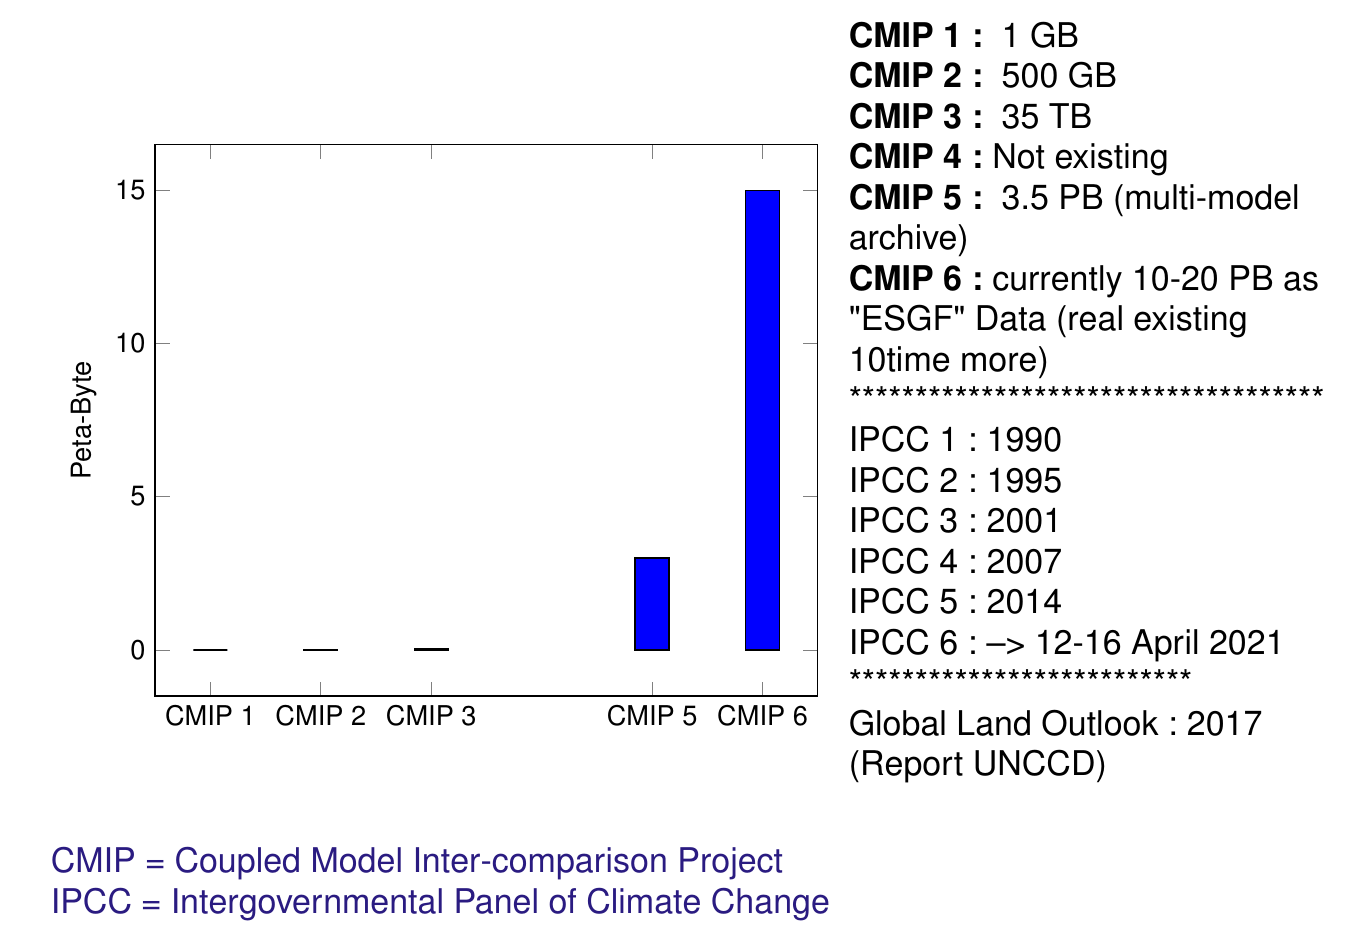 CMIP 1 :  1 GB
CMIP 2 :  500 GB
CMIP 3 :  35 TB
CMIP 4 : Not existing
CMIP 5 :  3.5 PB (multi-model
archive)
CMIP 6 : currently 10-20 PB as
"ESGF" Data (real existing
10time more)
************************************
IPCC 1 : 1990
IPCC 2 : 1995
IPCC 3 : 2001
IPCC 4 : 2007
IPCC 5 : 2014
IPCC 6 : –> 12-16 April 2021
**************************
Global Land Outlook : 2017
(Report UNCCD)
15
10
5
0
Peta-Byte
CMIP 1 CMIP 2 CMIP 3 CMIP 5 CMIP 6
CMIP = Coupled Model Inter-comparison Project
IPCC = Intergovernmental Panel of Climate Change